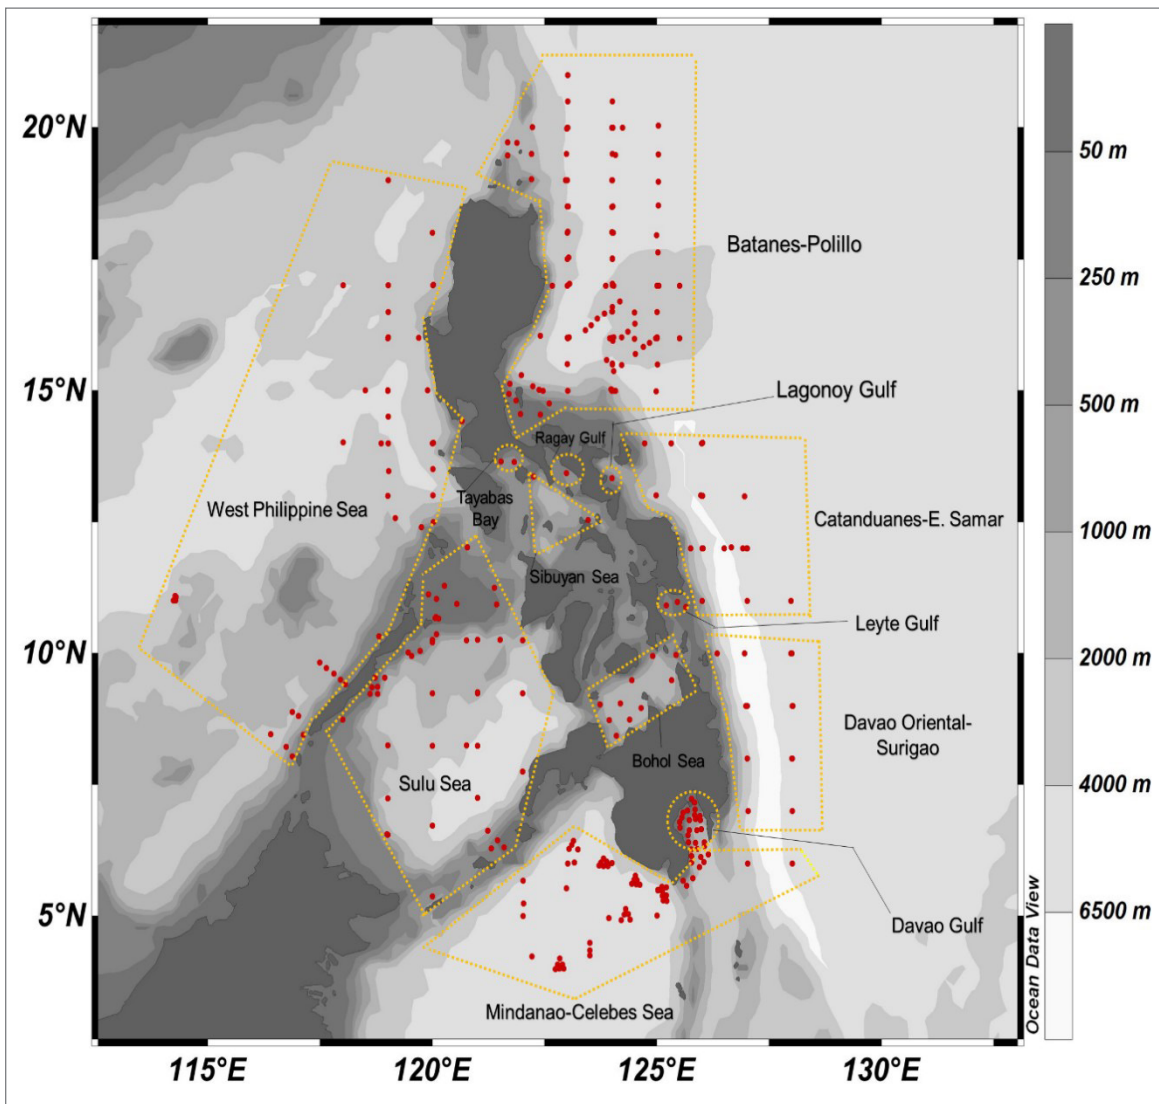 20°N
50 m
Batanes-Polillo
250 m
15°N
Lagonoy Gulf
500 m
Ragay Gulf
Tayabas
Bay
West Philippine Sea
Catanduanes-E. Samar
1000 m
Sibuyan Sea
Leyte Gulf
10°N
2000 m
Davao Oriental-
Surigao
Bohol Sea
Sulu Sea
4000 m
5°N
6500 m
Davao Gulf
Ocean Data View
Mindanao-Celebes Sea
115°E
120°E
125°E
130°E